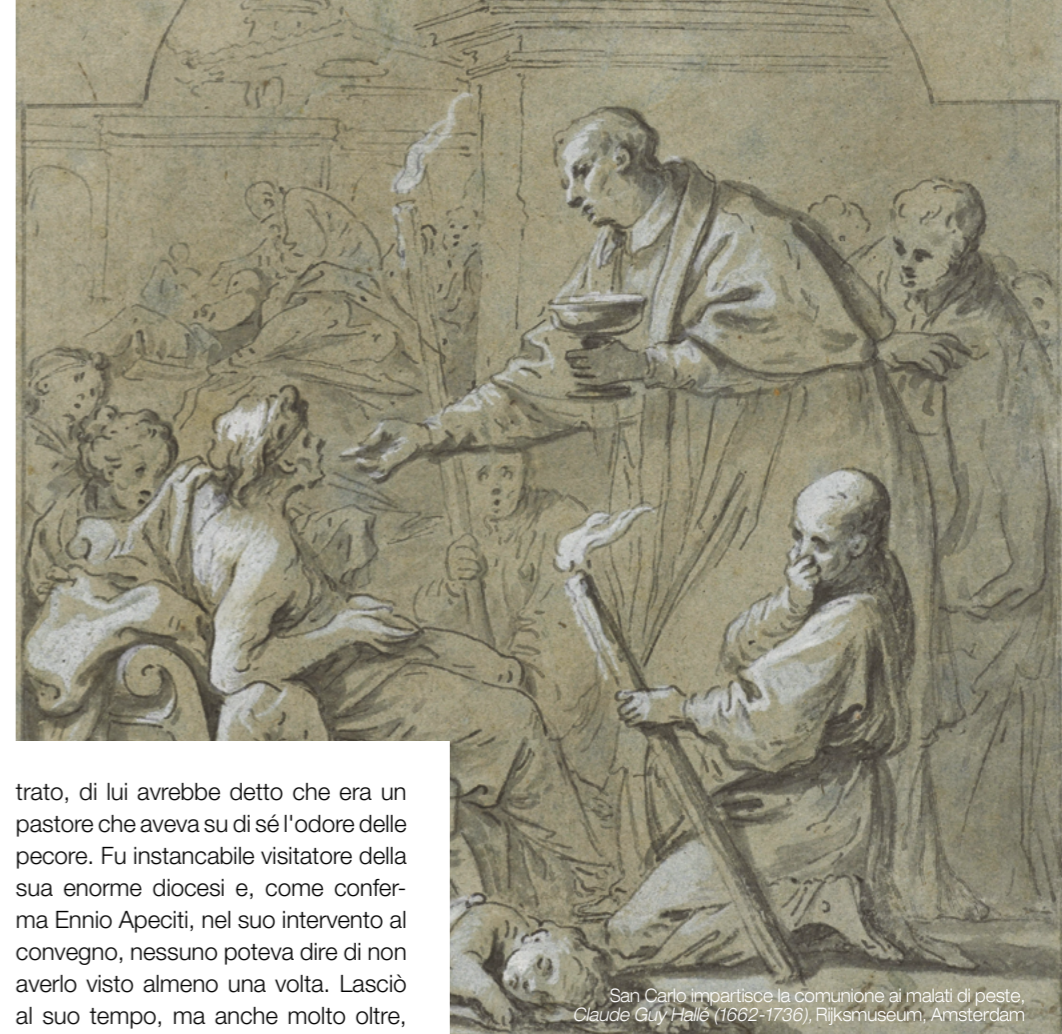 trato, di lui avrebbe detto che era un
pastore che aveva su di sé l'odore delle
pecore. Fu instancabile visitatore della
sua enorme diocesi e, come confer-
ma Ennio Apeciti, nel suo intervento al
convegno, nessuno poteva dire di non
averlo visto almeno una volta. Lasciò
al suo tempo, ma anche molto oltre,
San Carlo impartisce la comunione ai malati di peste,
Claude Guy Hallé (1662-1736), Rijksmuseum, Amsterdam